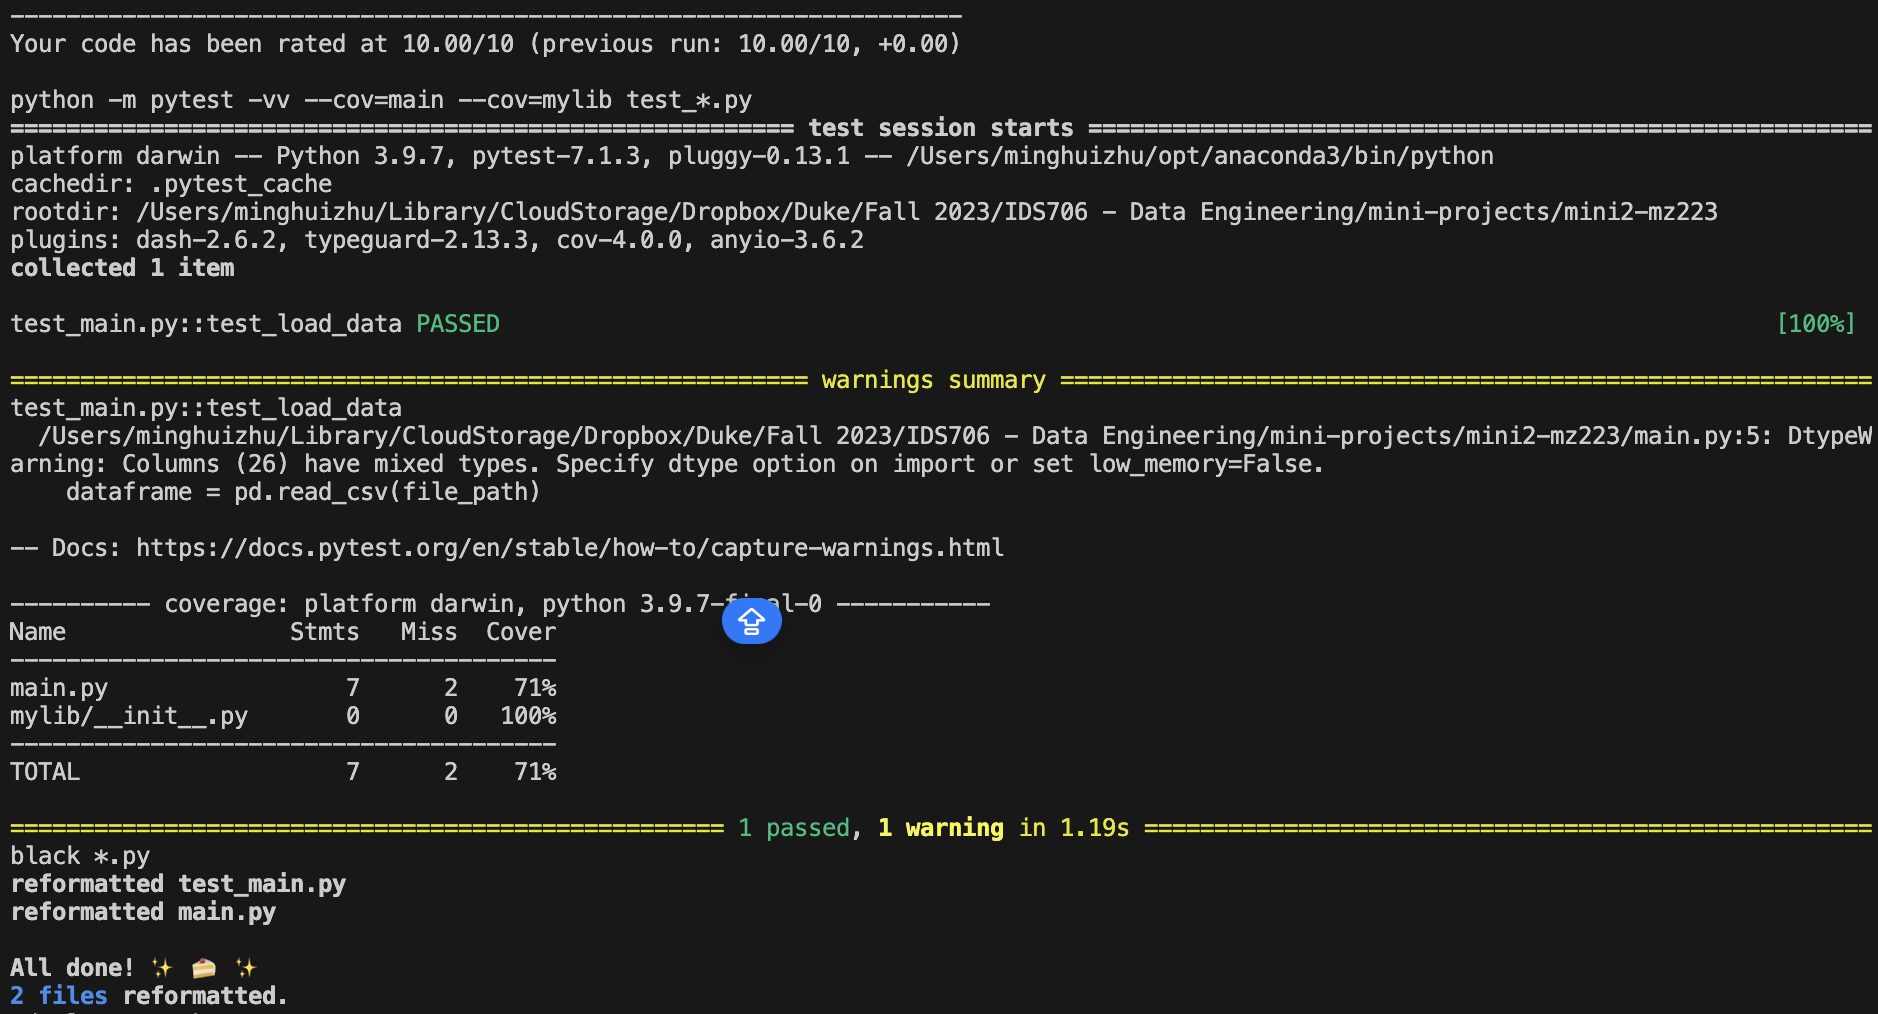 --------------------------------------------------------------------
Your code has been rated at 10.00/10 (previous run: 10.00/10, +0.00)
python -m pytest -vv --cov=main --cov=mylib test_*.py
======================================================== test session starts ========================================================
platform darwin -- Python 3.9.7, pytest-7.1.3, pluggy-0.13.1 -- /Users/minghuizhu/opt/anaconda3/bin/python
cachedir: .pytest_cache
rootdir: /Users/minghuizhu/Library/CloudStorage/Dropbox/Duke/Fall 2023/IDS706 - Data Engineering/mini-projects/mini2-mz223
plugins: dash-2.6.2, typeguard-2.13.3, cov-4.0.0, anyio-3.6.2
collected 1 item
test_main.py::test_load_data PASSED [100%]
========================================================= warnings summary ==========================================================
test_main.py::test_load_data
  /Users/minghuizhu/Library/CloudStorage/Dropbox/Duke/Fall 2023/IDS706 - Data Engineering/mini-projects/mini2-mz223/main.py:5: DtypeW
arning: Columns (26) have mixed types. Specify dtype option on import or set low_memory=False.
    dataframe = pd.read_csv(file_path)
-- Docs: https://docs.pytest.org/en/stable/how-to/capture-warnings.html
---------- coverage: platform darwin, python 3.9.7-final-0 -----------
Name                Stmts   Miss  Cover
---------------------------------------
main.py                 7      2    71%
mylib/__init__.py       0      0   100%
---------------------------------------
TOTAL                   7      2    71%
=================================================== 1 passed, 1 warning in 1.19s ====================================================
black *.py
reformatted test_main.py
reformatted main.py
All done! ✨ 🍰 ✨
2 files reformatted.